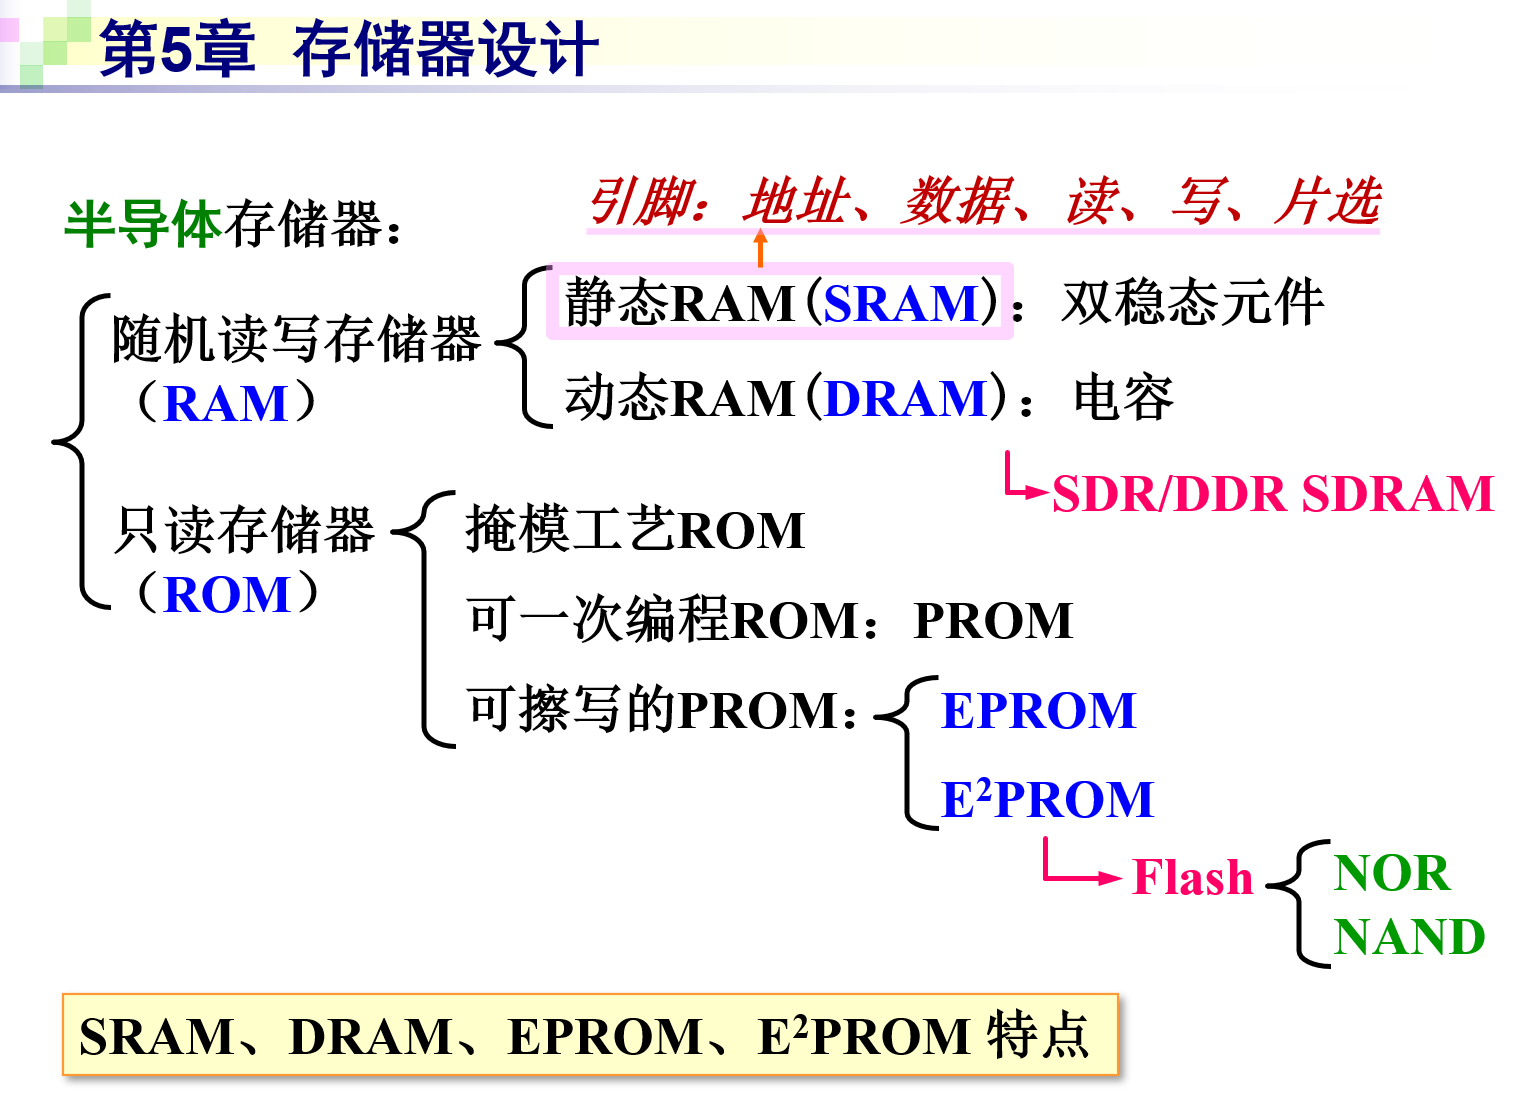 第5章 存储器设计
引脚：地址、数据、读、写、片选
半导体存储器：
静态RAM(SRAM)：双稳态元件
随机读写存储器
（RAM）
动态RAM(DRAM)：电容
SDR/DDR SDRAM
只读存储器
（ROM）
掩模工艺ROM
可一次编程ROM：PROM
可擦写的PROM：
EPROM
E²PROM
Flash
NOR
NAND
SRAM、DRAM、EPROM、E²PROM 特点